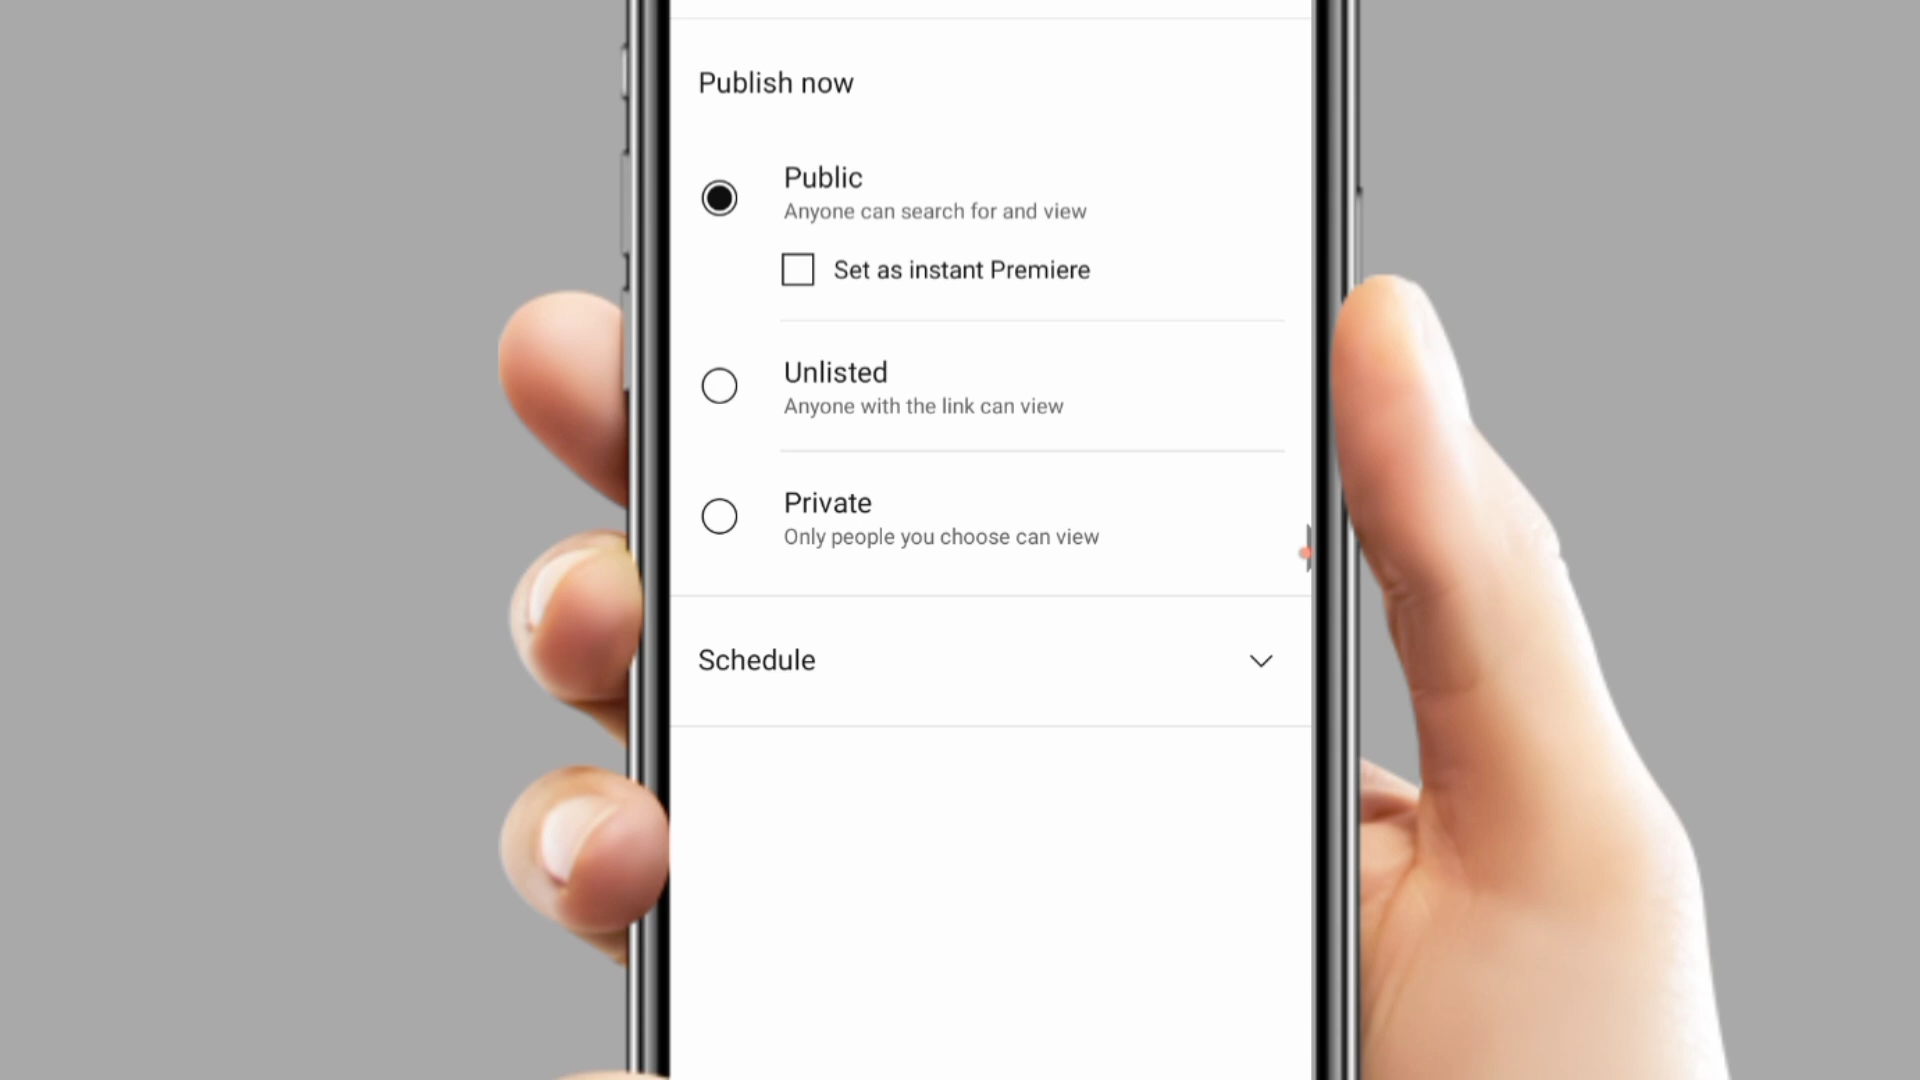 Publish now
Public
Anyone can search for and view
Set as instant Premiere
Unlisted
Anyone with the link can view
Private
Only people you choose can view
Schedule